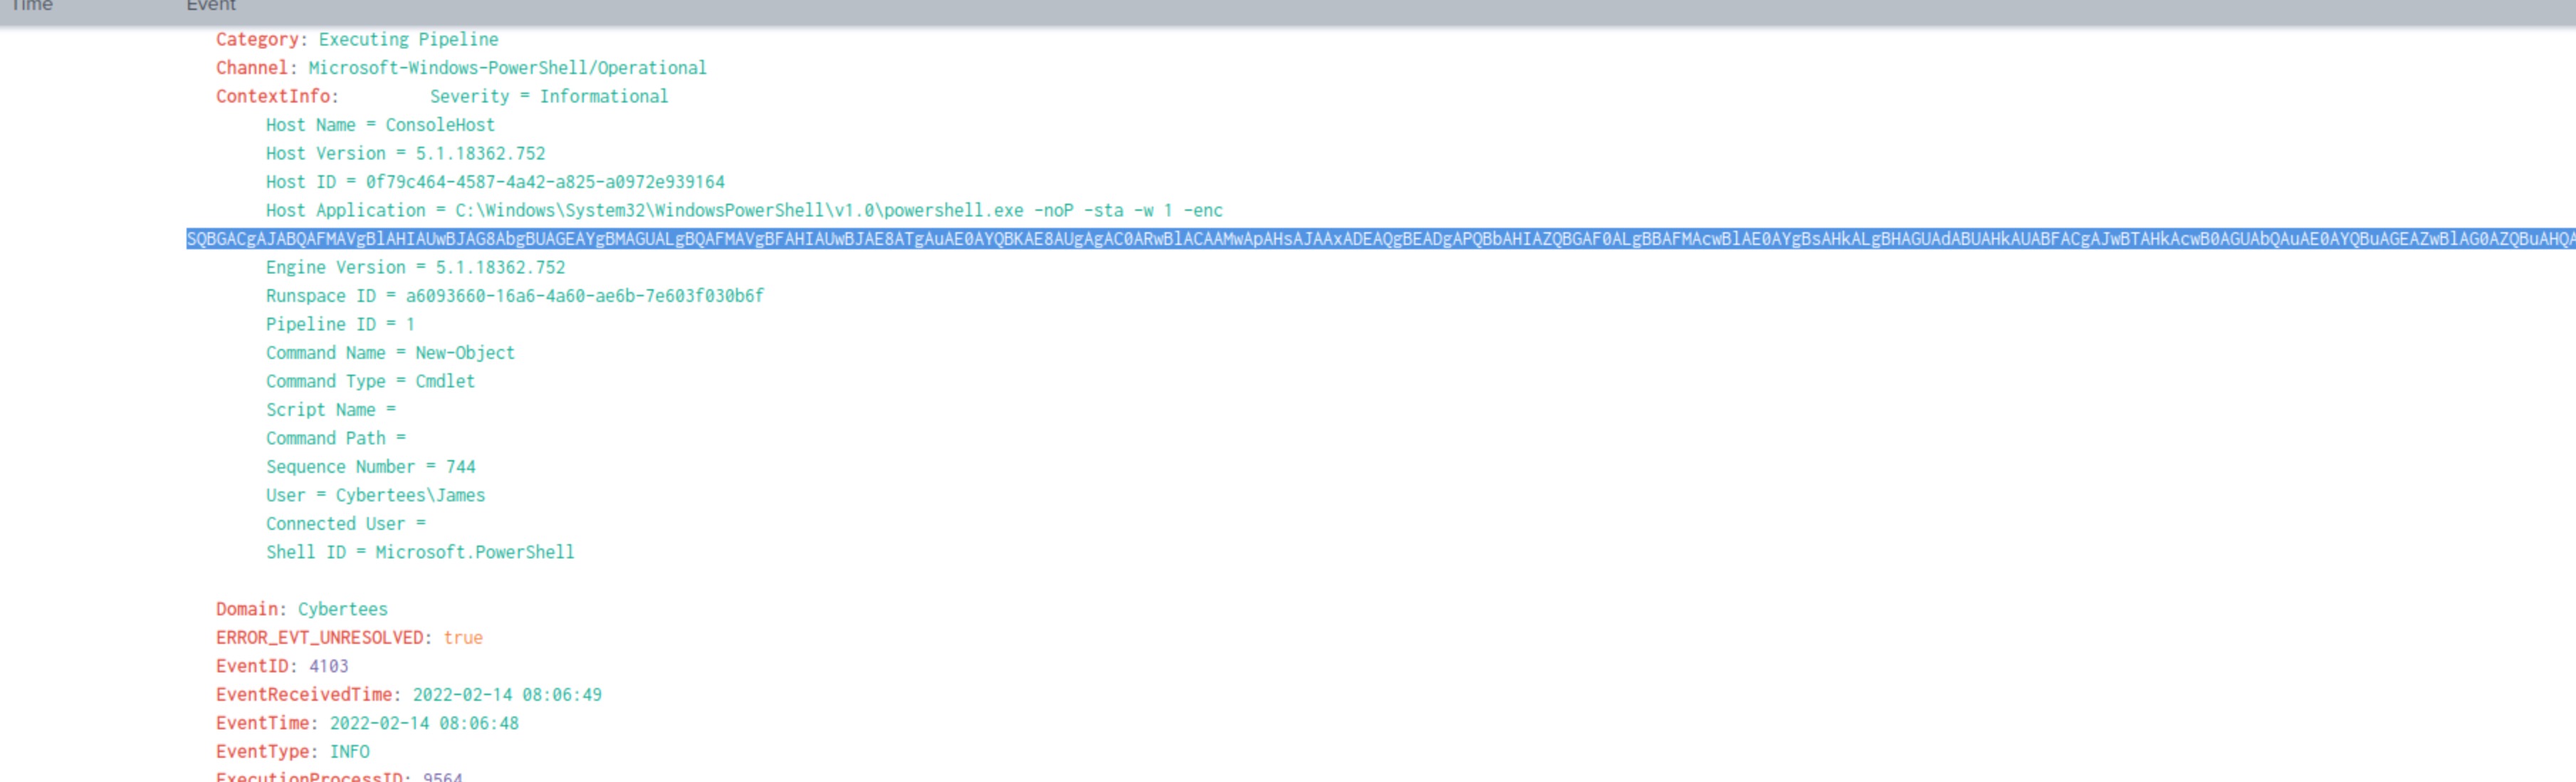 Time Event
Category: Executing Pipeline
Channel: Microsoft-Windows-PowerShell/Operational
ContextInfo: Severity = Informational
Host Name = ConsoleHost
Host Version = 5.1.18362.752
Host ID = 0f79c464-4587-4a42-a825-a0972e939164
Host Application = C:\Windows\System32\WindowsPowerShell\v1.0\powershell.exe -noP -sta -w 1 -enc
SQBGACgAJABQAFMAVgBlAHIAUwBJAG8AbgBUAGEAYgBMAGUALgBQAFMAVgBFAHIAUwBJAE8ATgAuAE0AYQBKAE8AUgAgAC0ARwBlACAAMwApAHsAJAAxADEAQgBEADgAPQBbAHIAZQBGAF0ALgBBAFMAcwBlAE0AYgBsAHkALgBHAGUAdABUAHkAUABFACgAJwBTAHkAcwB0AGUAbQAuAE0AYQBuAGEAZwBlAG0AZQBuAHQA
Engine Version = 5.1.18362.752
Runspace ID = a6093660-16a6-4a60-ae6b-7e603f030b6f
Pipeline ID = 1
Command Name = New-Object
Command Type = Cmdlet
Script Name =
Command Path =
Sequence Number = 744
User = Cybertees\James
Connected User =
Shell ID = Microsoft.PowerShell
Domain: Cybertees
ERROR_EVT_UNRESOLVED: true
EventID: 4103
EventReceivedTime: 2022-02-14 08:06:49
EventTime: 2022-02-14 08:06:48
EventType: INFO
ExecutionProcessID: 9564